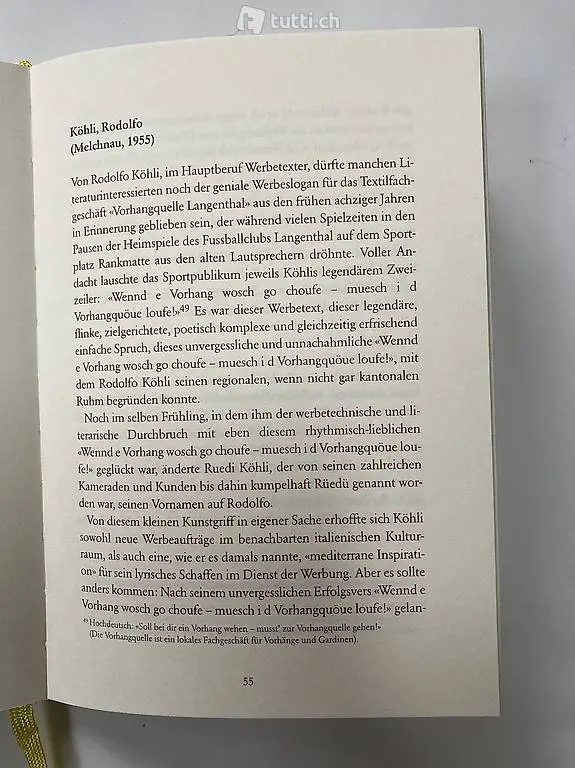 tutti.ch
Köhli, Rodolfo
(Melchnau, 1955)
Von Rodolfo Köhli, im Hauptberuf Werbetexter, dürfte manchen Li-
teraturinteressierten noch der geniale Werbeslogan für das Textilfach-
geschäft «Vorhangquelle Langenthal» aus den frühen achziger Jahren
in Erinnerung geblieben sein, der während vielen Spielzeiten in den
Pausen der Heimspiele des Fussballclubs Langenthal auf dem Sport-
platz Rankmatte aus den alten Lautsprechern dröhnte. Voller An-
dacht lauschte das Sportpublikum jeweils Köhlis legendärem Zwei-
zeiler: «Wennd e Vorhang wosch go choufe – muesch i d
Vorhangquöue loufe!»⁴⁹ Es war dieser Werbetext, dieser legendäre,
flinke, zielgerichtete, poetisch komplexe und gleichzeitig erfrischend
einfache Spruch, dieses unvergessliche und unnachahmliche «Wennd
e Vorhang wosch go choufe – muesch i d Vorhangquöue loufe!», mit
dem Rodolfo Köhli seinen regionalen, wenn nicht gar kantonalen
Ruhm begründen konnte.
Noch im selben Frühling, in dem ihm der werbetechnische und li-
terarische Durchbruch mit eben diesem rhythmisch-lieblichen
«Wennd e Vorhang wosch go choufe – muesch i d Vorhangquöue lou-
fe!» geglückt war, änderte Ruedi Köhli, der von seinen zahlreichen
Kameraden und Kunden bis dahin kumpelhaft Rüedü genannt wor-
den war, seinen Vornamen auf Rodolfo.
Von diesem kleinen Kunstgriff in eigener Sache erhoffte sich Köhli
sowohl neue Werbeaufträge im benachbarten italienischen Kultur-
raum, als auch eine, wie er es damals nannte, «mediterrane Inspirati-
on» für sein lyrisches Schaffen im Dienst der Werbung. Aber es sollte
anders kommen: Nach seinem unvergesslichen Erfolgsvers «Wennd e
Vorhang wosch go choufe – muesch i d Vorhangquöue loufe!» gelan-
⁴⁹ Hochdeutsch: «Soll bei dir ein Vorhang wehen – musst' zur Vorhangquelle gehen!»
(Die Vorhangquelle ist ein lokales Fachgeschäft für Vorhänge und Gardinen).
55